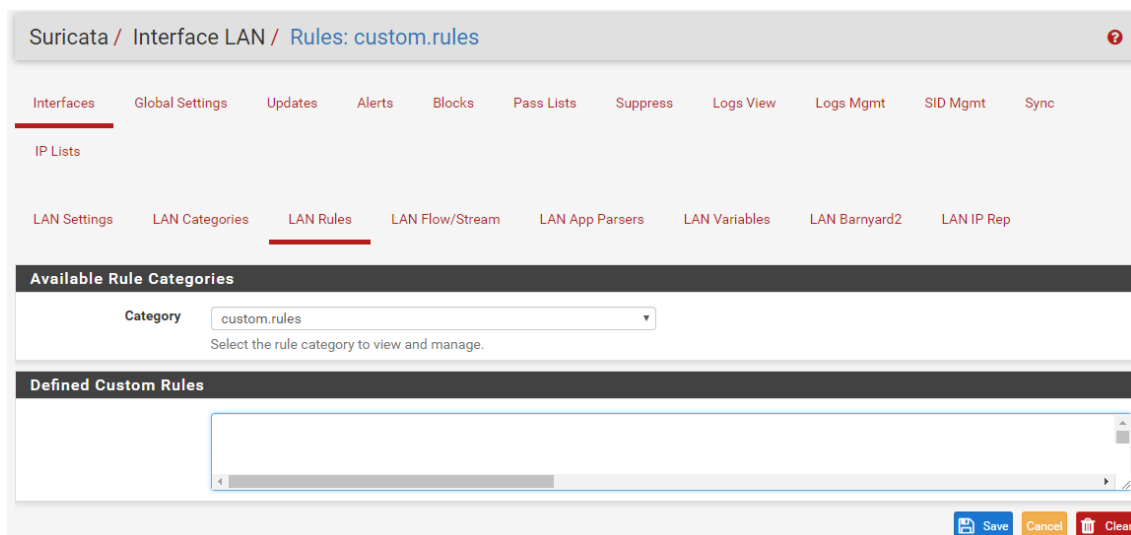 Suricata / Interface LAN / Rules: custom.rules
Interfaces Global Settings Updates Alerts Blocks Pass Lists Suppress Logs View Logs Mgmt SID Mgmt Sync
IP Lists
LAN Settings LAN Categories LAN Rules LAN Flow/Stream LAN App Parsers LAN Variables LAN Barnyard2 LAN IP Rep
Available Rule Categories
Category custom.rules
Select the rule category to view and manage.
Defined Custom Rules
Save Cancel Clear